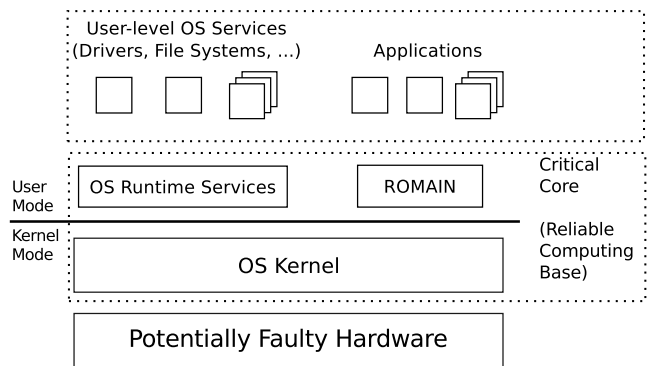 User-level OS Services
(Drivers, File Systems, ...)
Applications
OS Runtime Services
ROMAIN
Critical
Core
User
Mode
Kernel
Mode
(Reliable
Computing
Base)
OS Kernel
Potentially Faulty Hardware